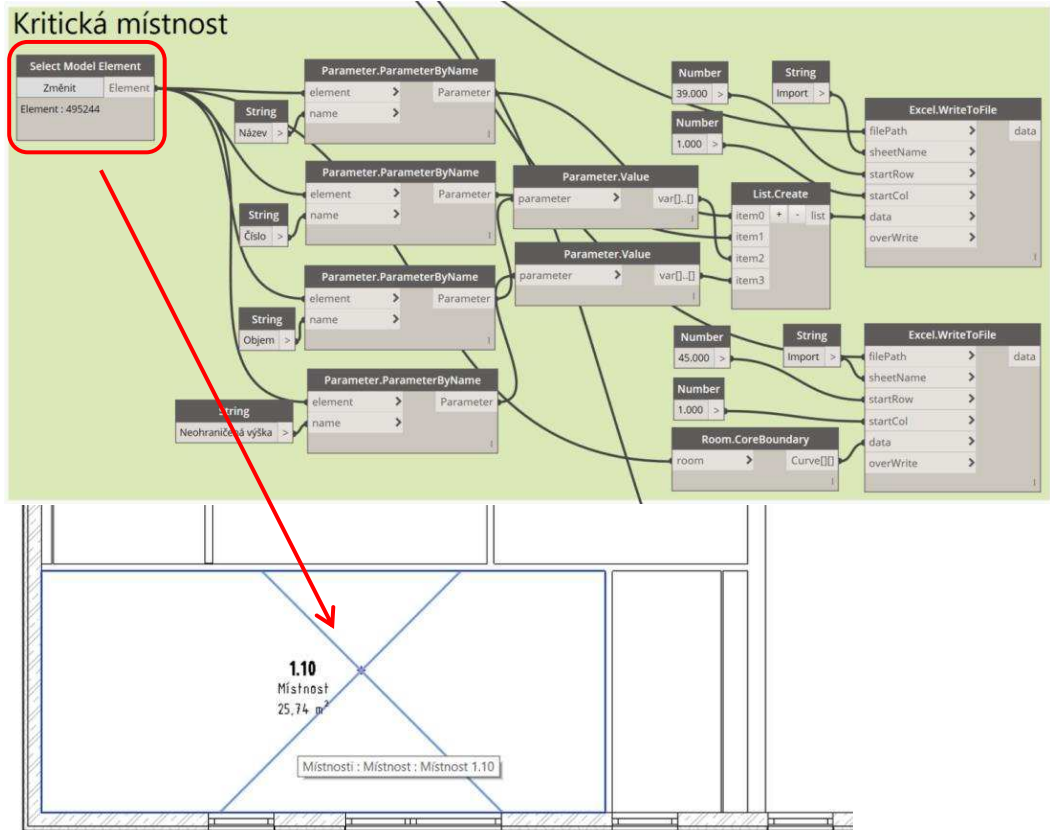 Kritická místnost
Select Model Element
Změnit Element
Element : 495244
String
Název >
String
Číslo >
String
Objem >
String
Neohraničená výška >
Parameter.ParameterByName
element > Parameter
name >
Parameter.ParameterByName
element > Parameter
name >
Parameter.ParameterByName
element > Parameter
name >
Parameter.ParameterByName
element > Parameter
name >
Parameter.Value
parameter > var[]..[]
Parameter.Value
parameter > var[]..[]
List.Create
item0 + - list
item1
item2
item3
Number
39.000 >
String
Import >
Number
1.000 >
Excel.WriteToFile
filePath > data
sheetName >
startRow >
startCol >
data >
overWrite >
Number
45.000 >
String
Import >
Number
1.000 >
Room.CoreBoundary
room > Curve[][]
Excel.WriteToFile
filePath > data
sheetName >
startRow >
startCol >
data >
overWrite >
1.10
Místnost
25,74 m²
Místnosti : Místnost : Místnost 1.10